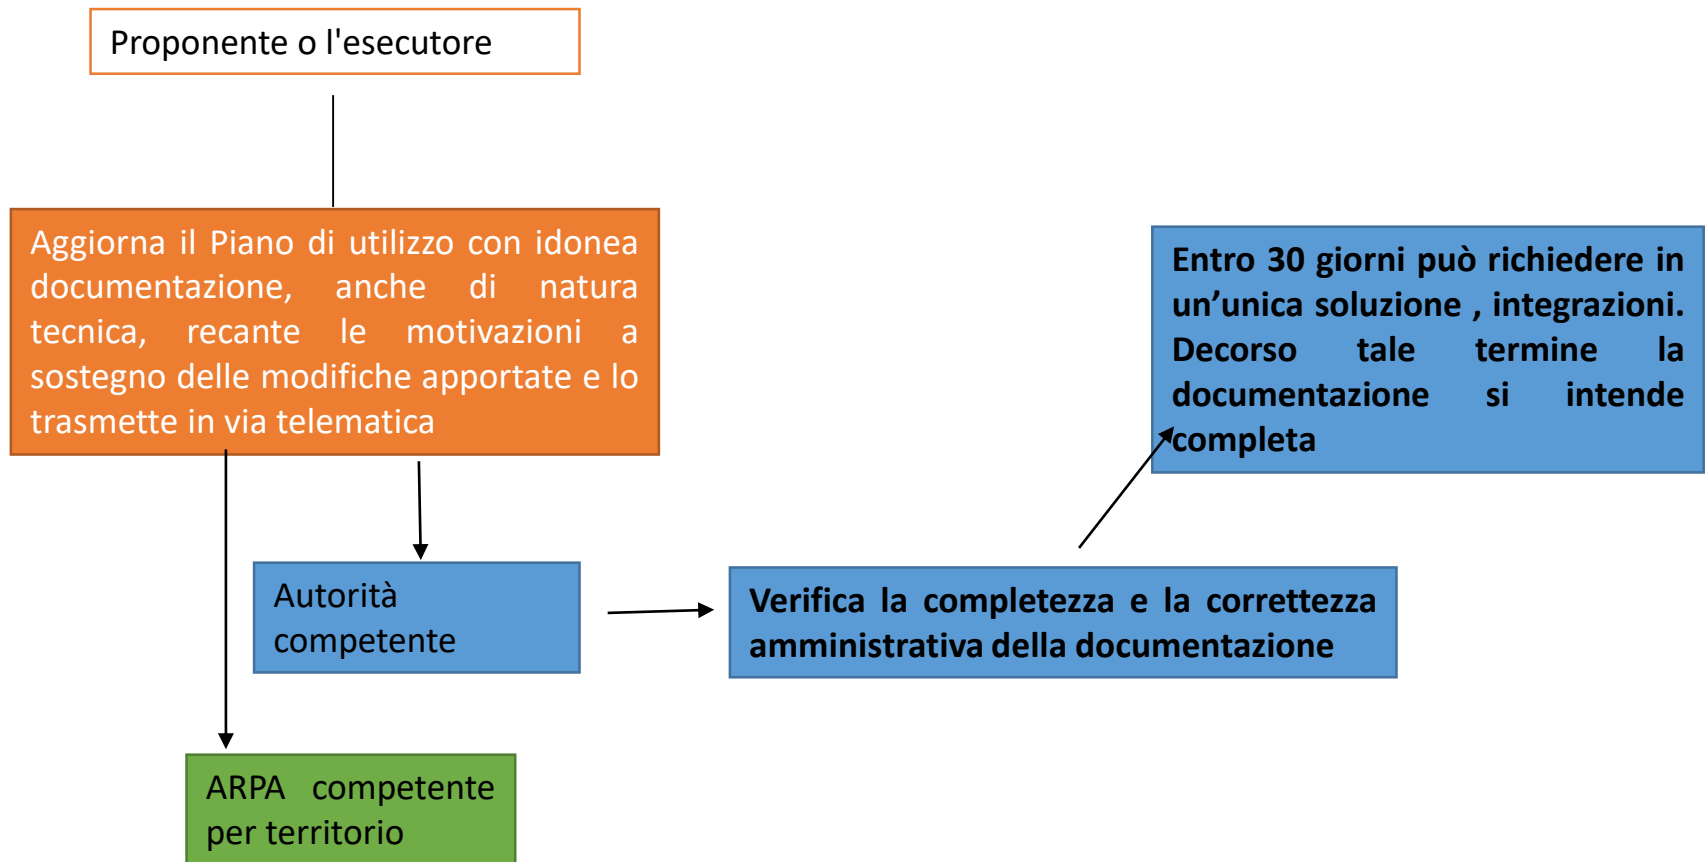 Proponente o l'esecutore
Aggiorna il Piano di utilizzo con idonea
documentazione, anche di natura
tecnica, recante le motivazioni a
sostegno delle modifiche apportate e lo
trasmette in via telematica
Entro 30 giorni può richiedere in
un’unica soluzione , integrazioni.
Decorso tale termine la
documentazione si intende
completa
Autorità
competente
Verifica la completezza e la correttezza
amministrativa della documentazione
ARPA competente
per territorio